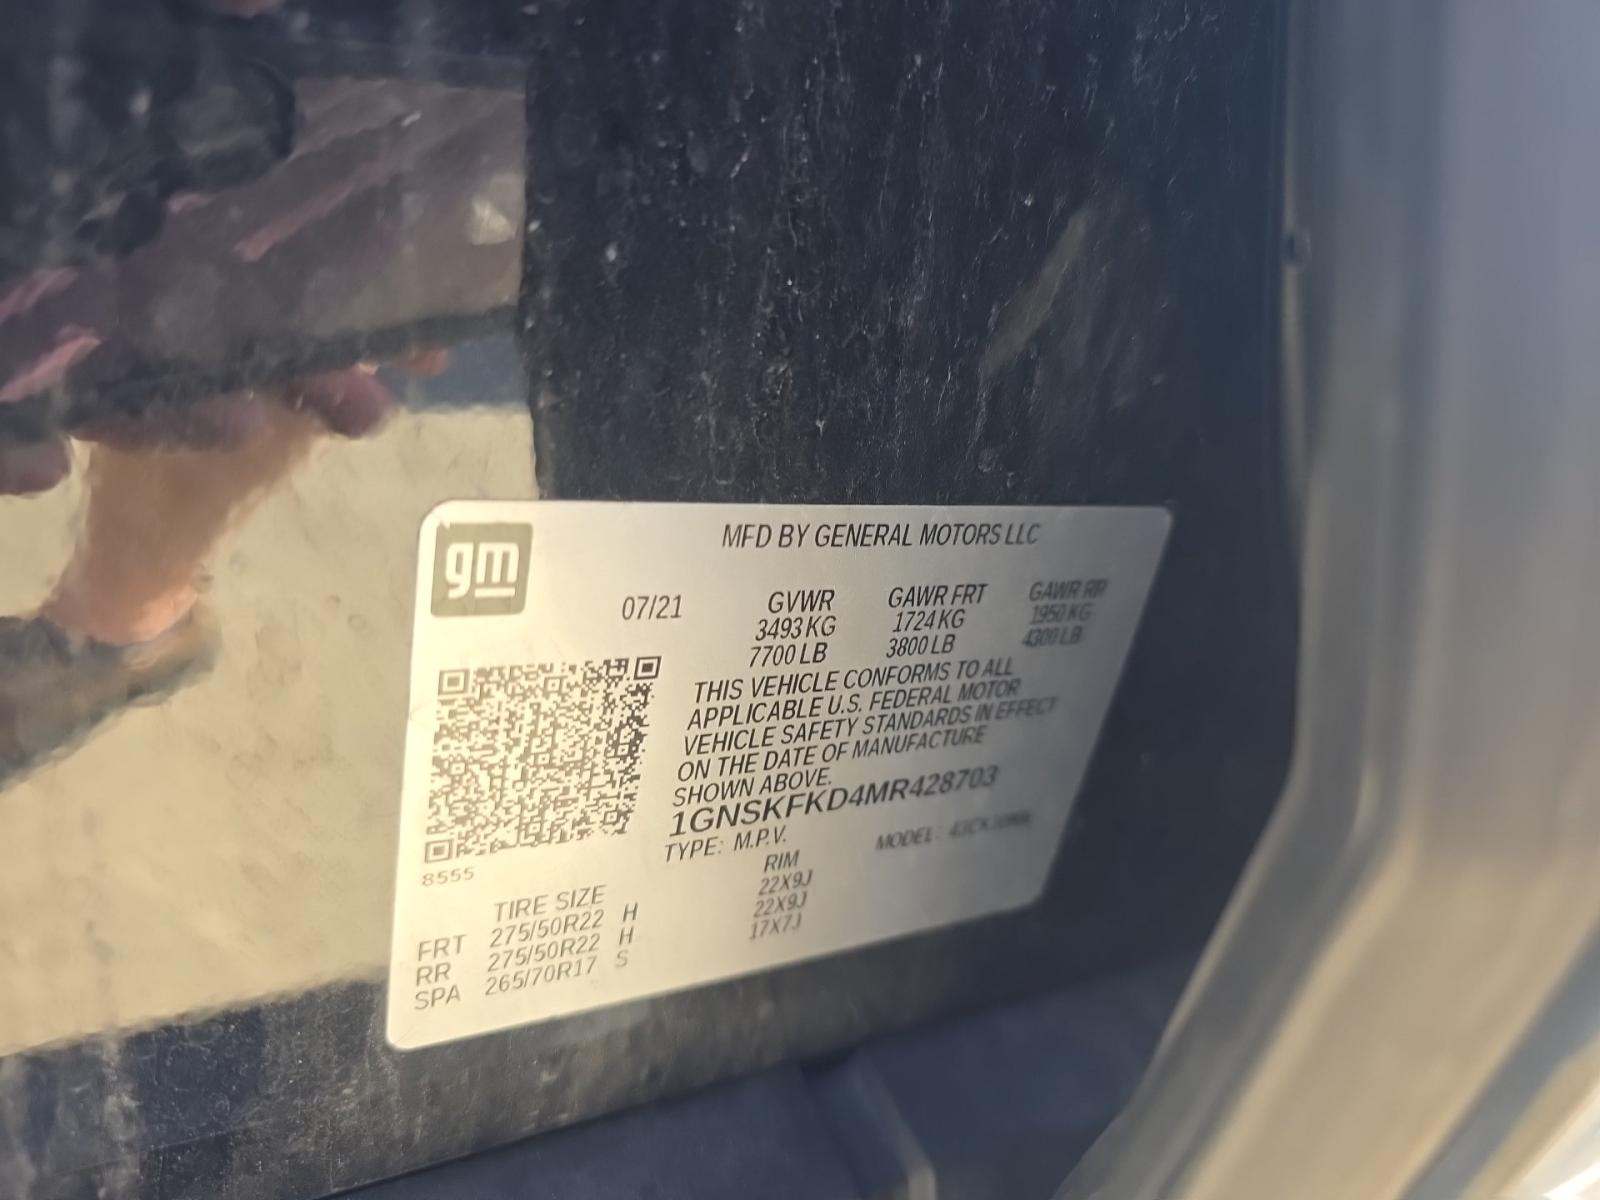 gm
MFD BY GENERAL MOTORS LLC
07/21
GVWR GAWR FRT GAWR RR
3493 KG 1724 KG 1950 KG
7700 LB 3800 LB 4300 LB
THIS VEHICLE CONFORMS TO ALL
APPLICABLE U.S. FEDERAL MOTOR
VEHICLE SAFETY STANDARDS IN EFFECT
ON THE DATE OF MANUFACTURE
SHOWN ABOVE.
1GNSKFKD4MR428703
TYPE: M.P.V. MODEL:
8555
TIRE SIZE RIM
FRT 275/50R22 H 22X9J
RR 275/50R22 H 22X9J
SPA 265/70R17 S 17X7J